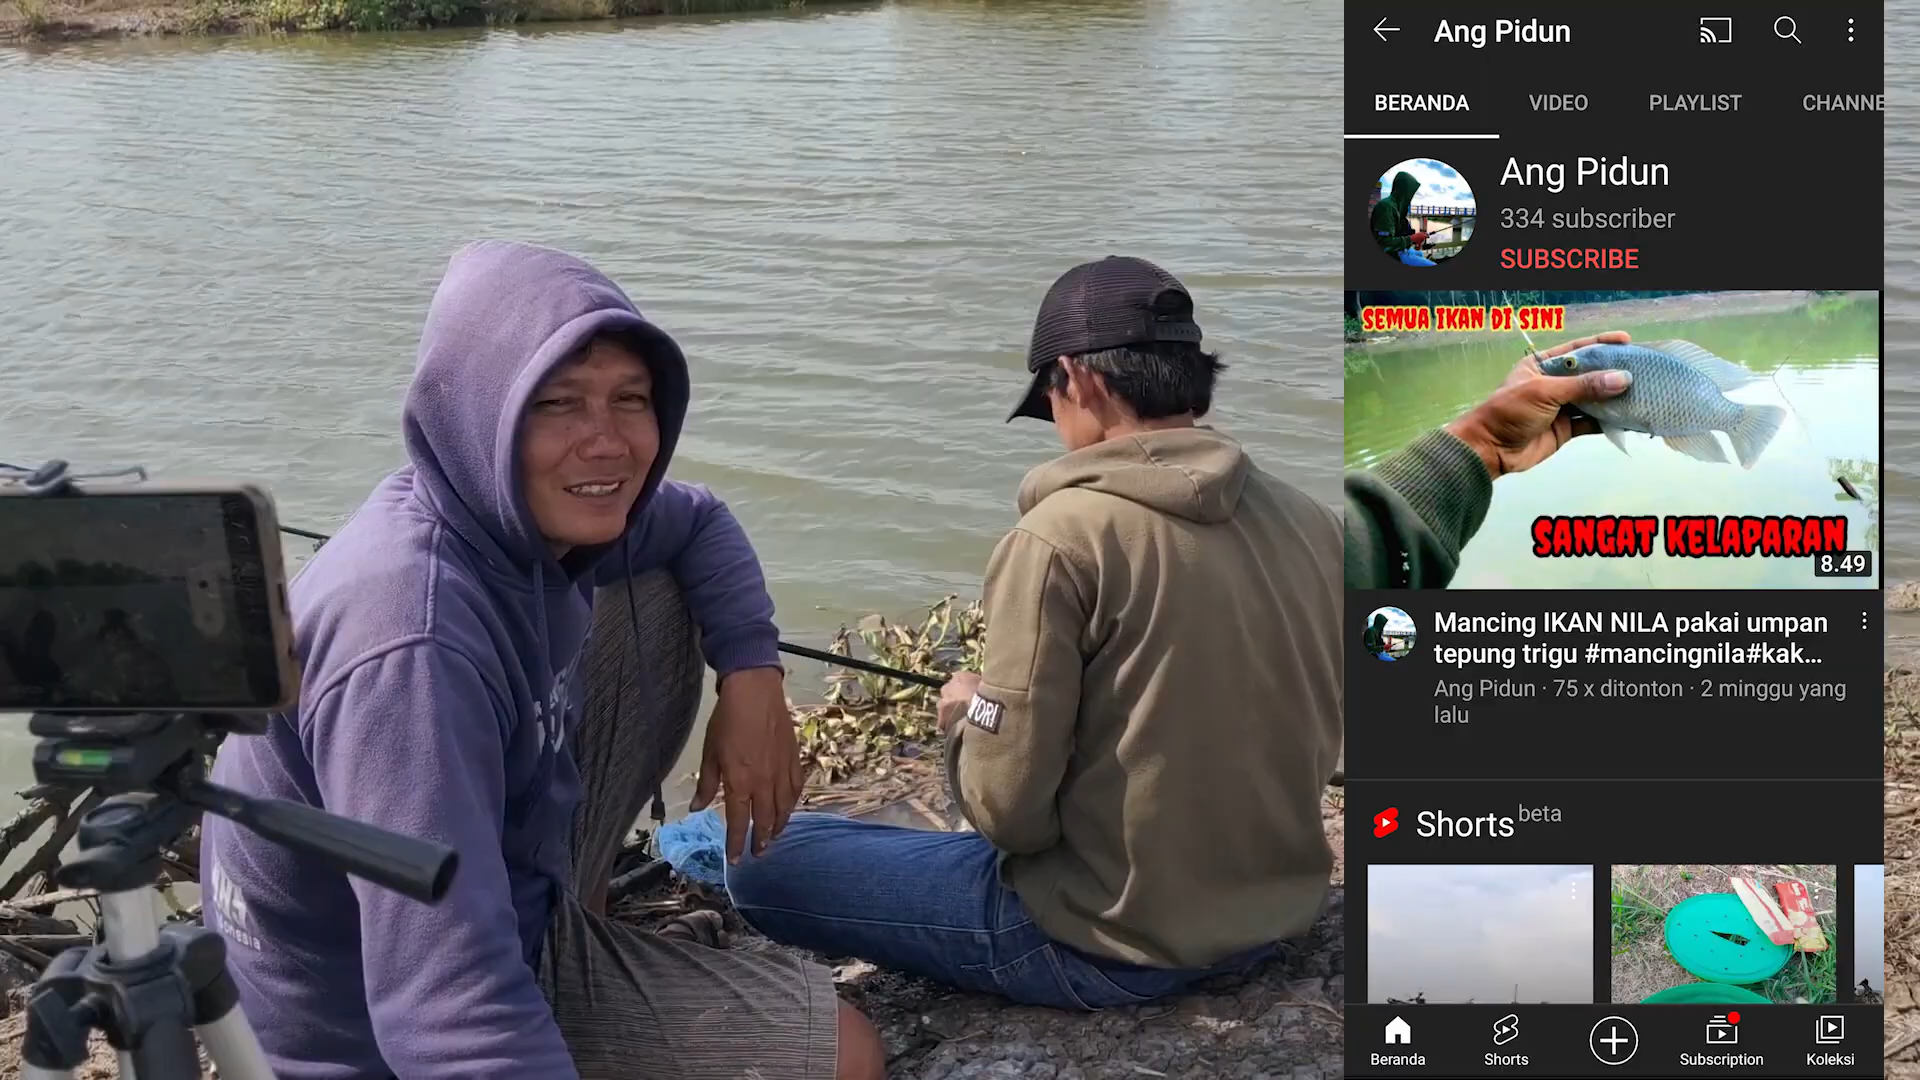 Ang Pidun
BERANDA VIDEO PLAYLIST CHANNE
Ang Pidun
334 subscriber
SUBSCRIBE
SEMUA IKAN DI SINI
SANGAT KELAPARAN
8.49
Mancing IKAN NILA pakai umpan
tepung trigu #mancingnila#kak...
Ang Pidun · 75 x ditonton · 2 minggu yang
lalu
Shorts beta
Beranda Shorts Subscription Koleksi